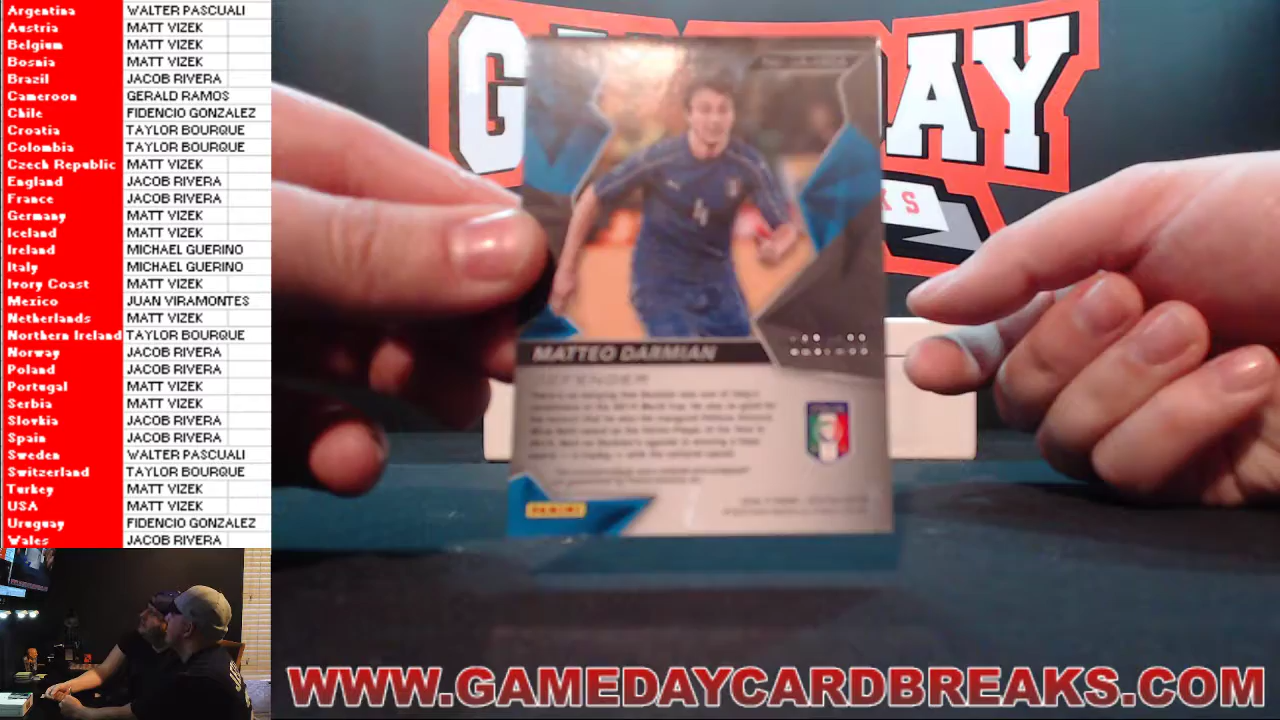 Argentina WALTER PASCUALI
Austria MATT VIZEK
Belgium MATT VIZEK
Bosnia MATT VIZEK
Brazil JACOB RIVERA
Cameroon GERALD RAMOS
Chile FIDENCIO GONZALEZ
Croatia TAYLOR BOURQUE
Colombia TAYLOR BOURQUE
Czech Republic MATT VIZEK
England JACOB RIVERA
France JACOB RIVERA
Germany MATT VIZEK
Iceland MATT VIZEK
Ireland MICHAEL GUERINO
Italy MICHAEL GUERINO
Ivory Coast MATT VIZEK
Mexico JUAN VIRAMONTES
Netherlands MATT VIZEK
Northern Ireland TAYLOR BOURQUE
Norway JACOB RIVERA
Poland JACOB RIVERA
Portugal MATT VIZEK
Serbia MATT VIZEK
Slovkia JACOB RIVERA
Spain JACOB RIVERA
Sweden WALTER PASCUALI
Switzerland TAYLOR BOURQUE
Turkey MATT VIZEK
USA MATT VIZEK
Uruguay FIDENCIO GONZALEZ
Wales JACOB RIVERA
G DAY
KS
4
MATTEO DARMIAN
DEFENDER
PANINI
WWW.GAMEDAYCARDBREAKS.COM